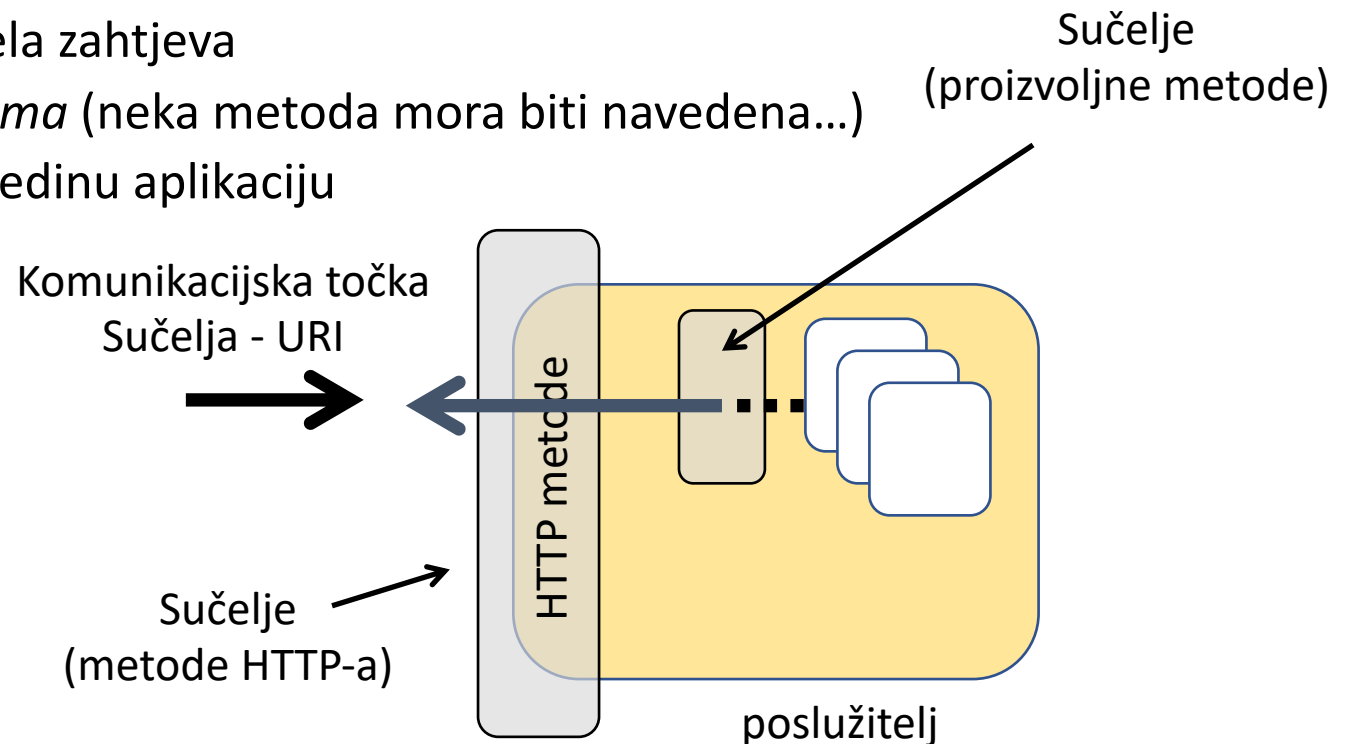 ela zahtjeva
ma (neka metoda mora biti navedena…)
edinu aplikaciju
Sučelje
(proizvoljne metode)
Komunikacijska točka
Sučelja - URI
HTTP metode
Sučelje
(metode HTTP-a)
poslužitelj